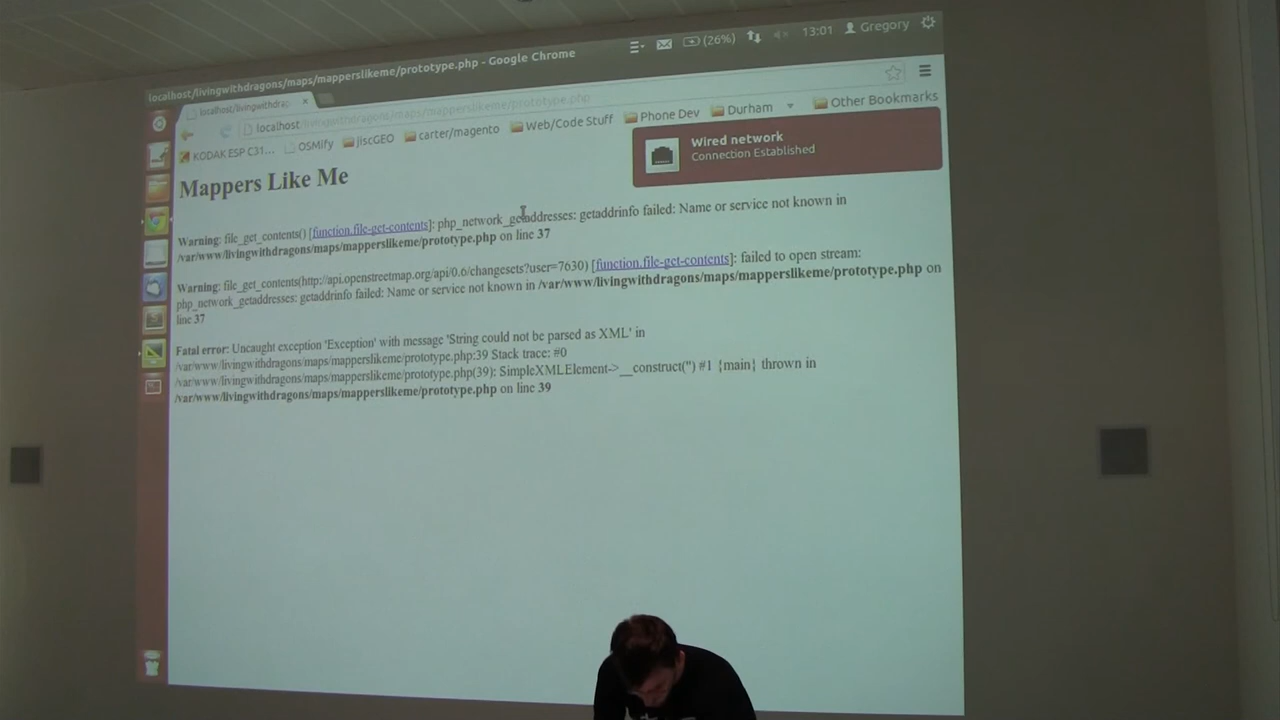 localhost/livingwithdragons/maps/mapperslikeme/prototype.php - Google Chrome
(26%) 13:01 Gregory
localhost/livingwithdrag
localhost/livingwithdragons/maps/mapperslikeme/prototype.php
KODAK ESP C31... OSMify JiscGEO carter/magento Web/Code Stuff Phone Dev Durham Other Bookmarks
Wired network
Connection Established
Mappers Like Me
Warning: file_get_contents() [function.file-get-contents]: php_network_getaddresses: getaddrinfo failed: Name or service not known in
/var/www/livingwithdragons/maps/mapperslikeme/prototype.php on line 37
Warning: file_get_contents(http://api.openstreetmap.org/api/0.6/changesets?user=7630) [function.file-get-contents]: failed to open stream:
php_network_getaddresses: getaddrinfo failed: Name or service not known in /var/www/livingwithdragons/maps/mapperslikeme/prototype.php on
line 37
Fatal error: Uncaught exception 'Exception' with message 'String could not be parsed as XML' in
/var/www/livingwithdragons/maps/mapperslikeme/prototype.php:39 Stack trace: #0
/var/www/livingwithdragons/maps/mapperslikeme/prototype.php(39): SimpleXMLElement->__construct('') #1 {main} thrown in
/var/www/livingwithdragons/maps/mapperslikeme/prototype.php on line 39